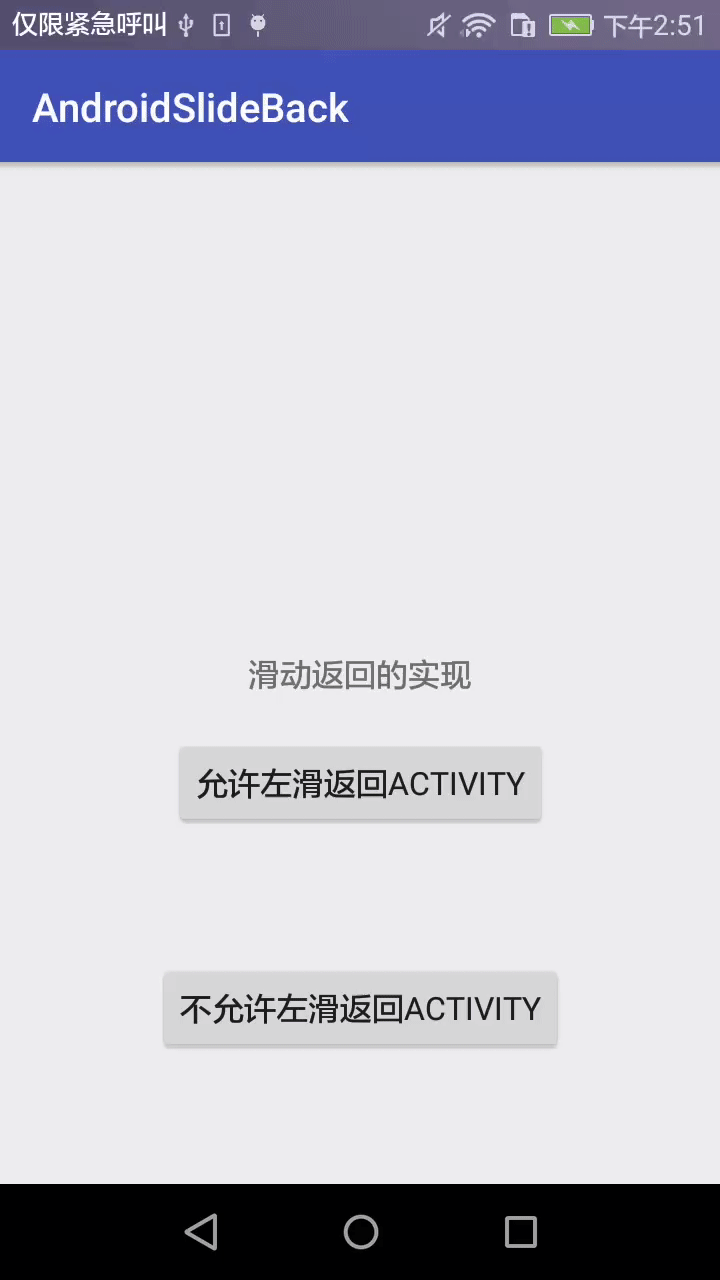 仅限紧急呼叫 下午2:51
AndroidSlideBack
滑动返回的实现
允许左滑返回ACTIVITY
不允许左滑返回ACTIVITY